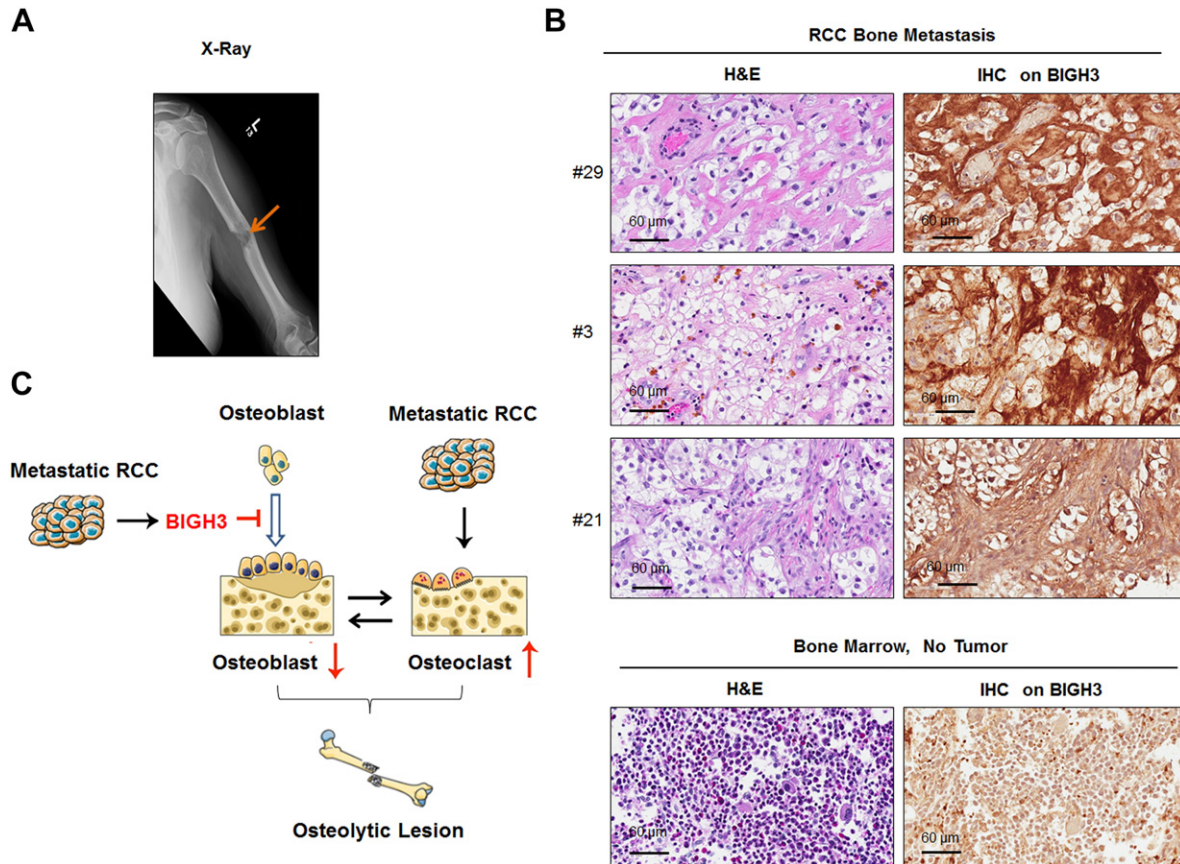 A
X-Ray
L
B
RCC Bone Metastasis
H&E
IHC on BIGH3
#29
60 µm
60 µm
#3
60 µm
60 µm
#21
60 µm
60 µm
Bone Marrow, No Tumor
H&E
IHC on BIGH3
60 µm
60 µm
C
Osteoblast
Metastatic RCC
Metastatic RCC
BIGH3
Osteoblast
Osteoclast
Osteolytic Lesion